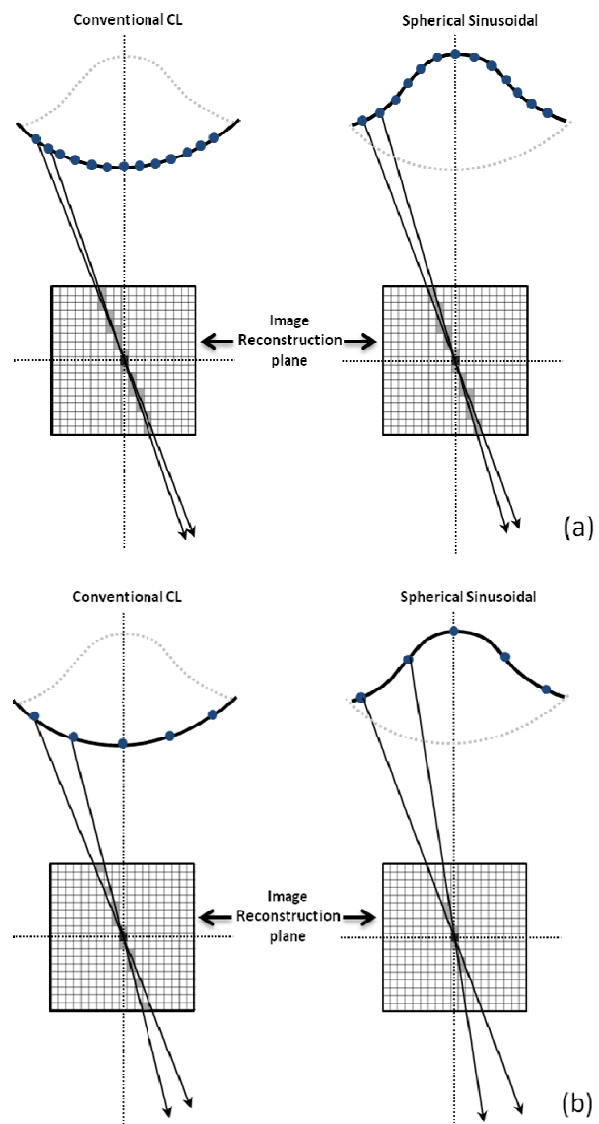 Conventional CL
Spherical Sinusoidal
Image
Reconstruction
plane
(a)
Conventional CL
Spherical Sinusoidal
Image
Reconstruction
plane
(b)